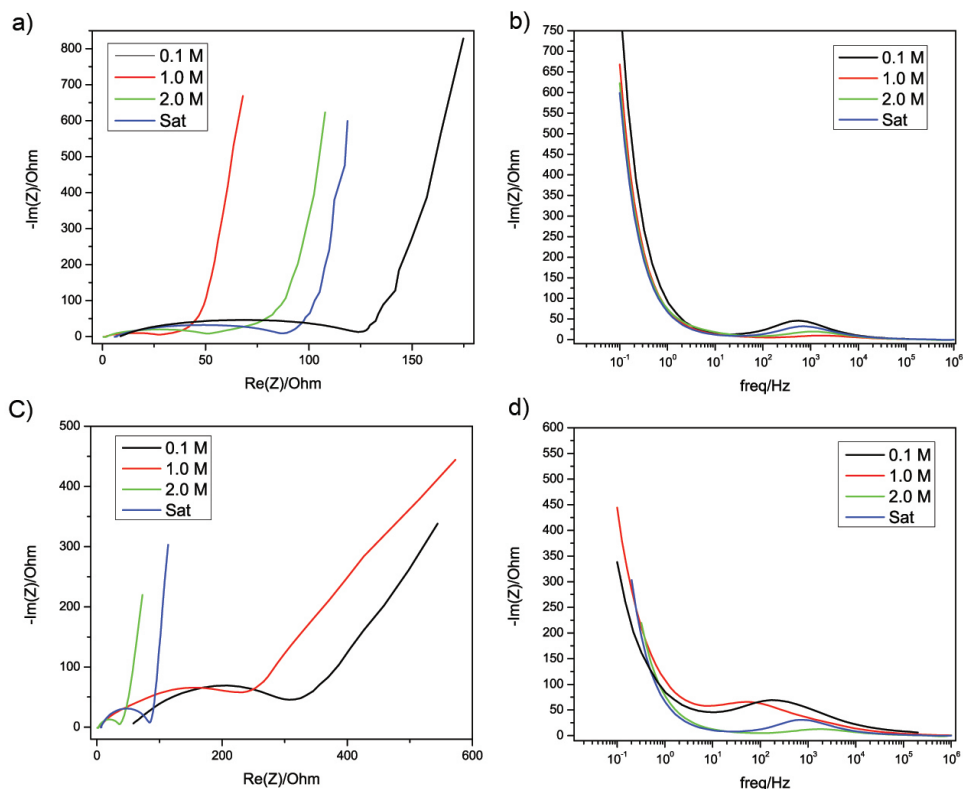 a)
800
700
600
500
400
300
200
100
0
-Im(Z)/Ohm
0.1 M
1.0 M
2.0 M
Sat
0 50 100 150
Re(Z)/Ohm
b)
750
700
650
600
550
500
450
400
350
300
250
200
150
100
50
0
-Im(Z)/Ohm
0.1 M
1.0 M
2.0 M
Sat
10⁻¹ 10⁰ 10¹ 10² 10³ 10⁴ 10⁵ 10⁶
freq/Hz
C)
500
400
300
200
100
0
-Im(Z)/Ohm
0.1 M
1.0 M
2.0 M
Sat
0 200 400 600
Re(Z)/Ohm
d)
600
550
500
450
400
350
300
250
200
150
100
50
0
-Im(Z)/Ohm
0.1 M
1.0 M
2.0 M
Sat
10⁻¹ 10⁰ 10¹ 10² 10³ 10⁴ 10⁵ 10⁶
freq/Hz